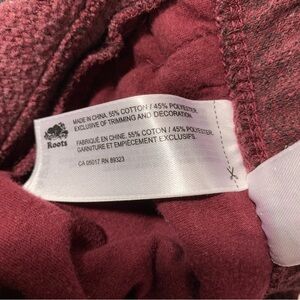 Roots
MADE IN CHINA. 55% COTTON / 45% POLYESTER
EXCLUSIVE OF TRIMMING AND DECORATION.
FABRIQUÉ EN CHINE. 55% COTON / 45% POLYESTER
GARNITURE ET EMPIÈCEMENT EXCLUSIFS.
CA 05017 RN 89323